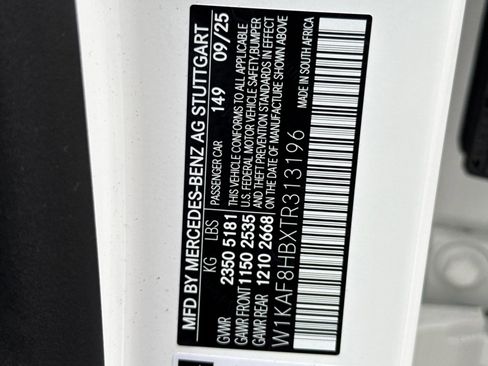 MFD BY MERCEDES-BENZ AG STUTTGART
KG LBS PASSENGER CAR 149 09/25
GVWR 2350 5181 THIS VEHICLE CONFORMS TO ALL APPLICABLE
GAWR FRONT 1150 2535 U.S. FEDERAL MOTOR VEHICLE SAFETY, BUMPER
GAWR REAR 1210 2668 AND THEFT PREVENTION STANDARDS IN EFFECT
ON THE DATE OF MANUFACTURE SHOWN ABOVE
W1KAF8HBXTR313196 MADE IN SOUTH AFRICA